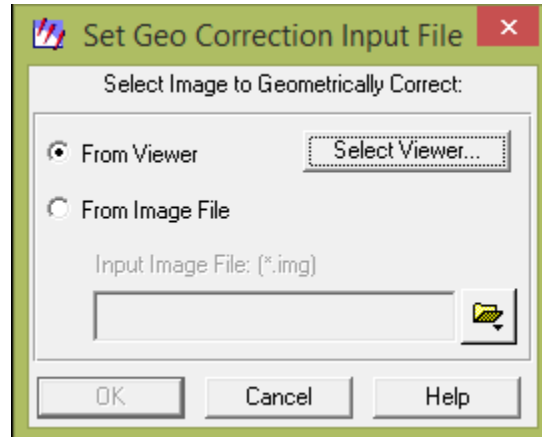 Set Geo Correction Input File
Select Image to Geometrically Correct:
From Viewer Select Viewer...
From Image File
Input Image File: (*.img)
OK Cancel Help